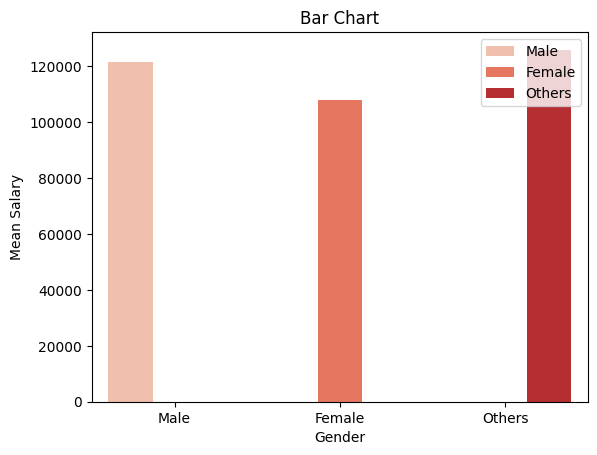 Bar Chart
Male
Female
Others
Mean Salary
120000
100000
80000
60000
40000
20000
0
Male Female Others
Gender